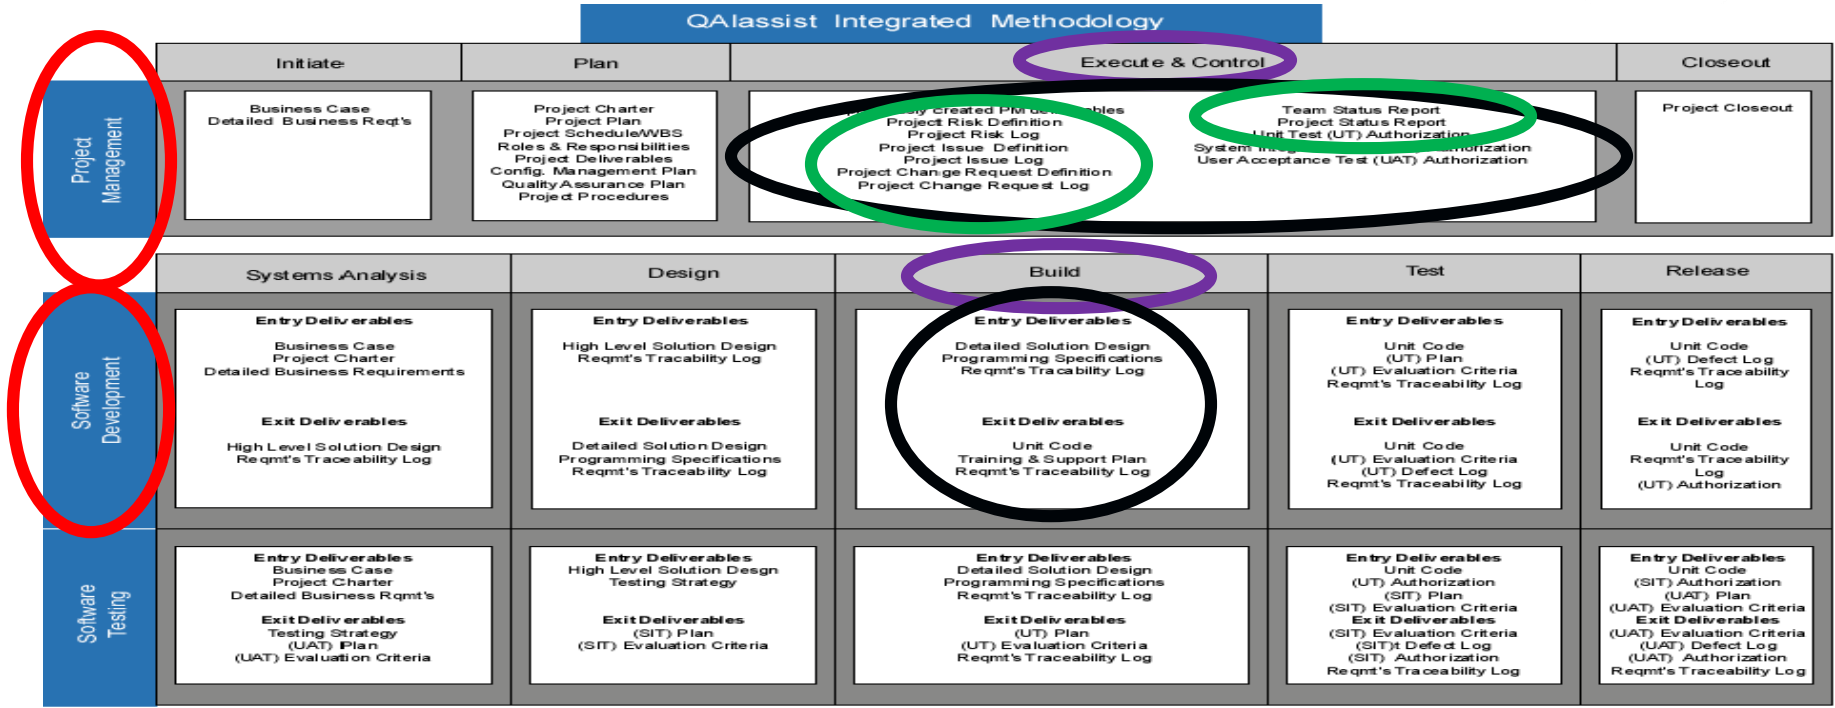 QAIassist Integrated Methodology
Initiate
Plan
Execute & Control
Closeout
Project
Management
Business Case
Detailed Business Reqt's
Project Charter
Project Plan
Project Schedule/WBS
Roles & Responsibilities
Project Deliverables
Config. Management Plan
Quality Assurance Plan
Project Procedures
Created PM
Project Risk Definition
Project Risk Log
Project Issue Definition
Project Issue Log
Project Change Request Definition
Project Change Request Log
Team Status Report
Project Status Report
Unit Test (UT) Authorization
System
User Acceptance Test (UAT) Authorization
Project Closeout
Systems Analysis
Design
Build
Test
Release
Software
Development
Entry Deliverables
Business Case
Project Charter
Detailed Business Requirements
Exit Deliverables
High Level Solution Design
Reqmt's Traceability Log
Entry Deliverables
High Level Solution Design
Reqmt's Tracability Log
Exit Deliverables
Detailed Solution Design
Programming Specifications
Reqmt's Traceability Log
Entry Deliverables
Detailed Solution Design
Programming Specifications
Reqmt's Tracability Log
Exit Deliverables
Unit Code
Training & Support Plan
Reqmt's Traceability Log
Entry Deliverables
Unit Code
(UT) Plan
(UT) Evaluation Criteria
Reqmt's Traceability Log
Exit Deliverables
Unit Code
(UT) Evaluation Criteria
(UT) Defect Log
Reqmt's Traceability Log
Entry Deliverables
Unit Code
(UT) Defect Log
Reqmt's Traceability
Log
Exit Deliverables
Unit Code
Reqmt's Traceability
Log
(UT) Authorization
Software
Testing
Entry Deliverables
Business Case
Project Charter
Detailed Business Rqmt's
Exit Deliverables
Testing Strategy
(UAT) Plan
(UAT) Evaluation Criteria
Entry Deliverables
High Level Solution Desgn
Testing Strategy
Exit Deliverables
(SIT) Plan
(SIT) Evaluation Criteria
Entry Deliverables
Detailed Solution Design
Programming Specifications
Reqmt's Traceability Log
Exit Deliverables
(UT) Plan
(UT) Evaluation Criteria
Reqmt's Traceability Log
Entry Deliverables
Unit Code
(UT) Authorization
(SIT) Plan
(SIT) Evaluation Criteria
Exit Deliverables
(SIT) Evaluation Criteria
(SIT)t Defect Log
(SIT) Authorization
Reqmt's Traceability Log
Entry Deliverables
Unit Code
(SIT) Authorization
(UAT) Plan
(UAT) Evaluation Criteria
Exit Deliverables
(UAT) Evaluation Criteria
(UAT) Defect Log
(UAT) Authorization
Reqmt's Traceability Log